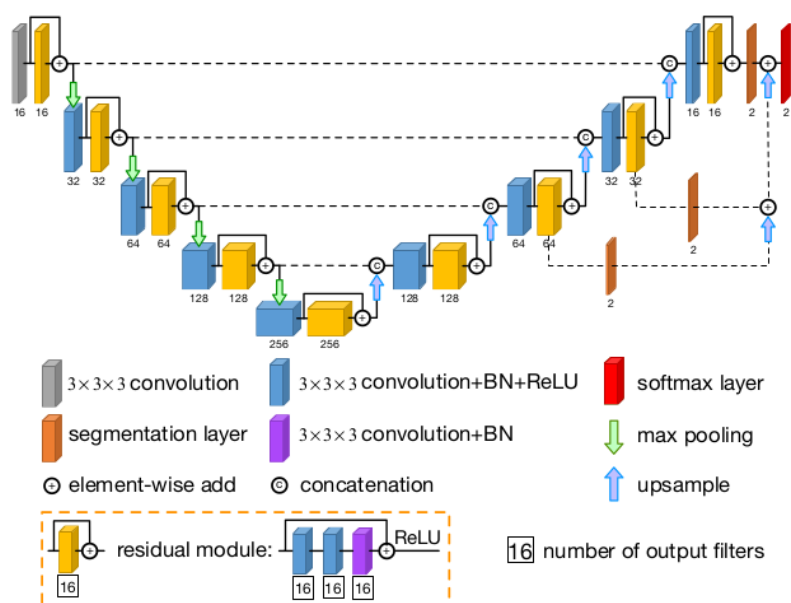 16 16 16 16 2 2
32 32 32 32
64 64 64 64 2
128 128 128 128 2
256 256
C
C
C
C
3×3×3 convolution 3×3×3 convolution+BN+ReLU softmax layer
segmentation layer 3×3×3 convolution+BN max pooling
element-wise add C concatenation upsample
residual module: ReLU 16 number of output filters
16 16 16 16